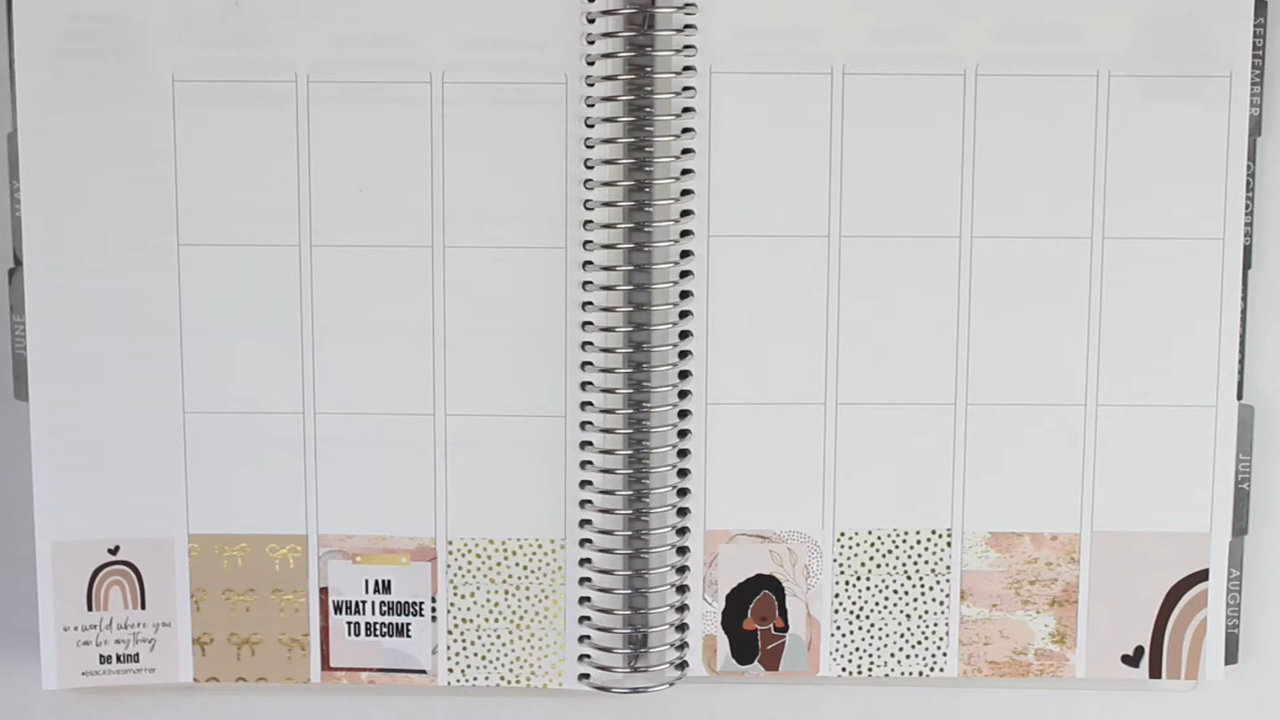 MAY
JUNE
in a world where you
can be anything
be kind
#blacklivesmatter
I AM
WHAT I CHOOSE
TO BECOME
SEPTEMBER
OCTOBER
JULY
AUGUST